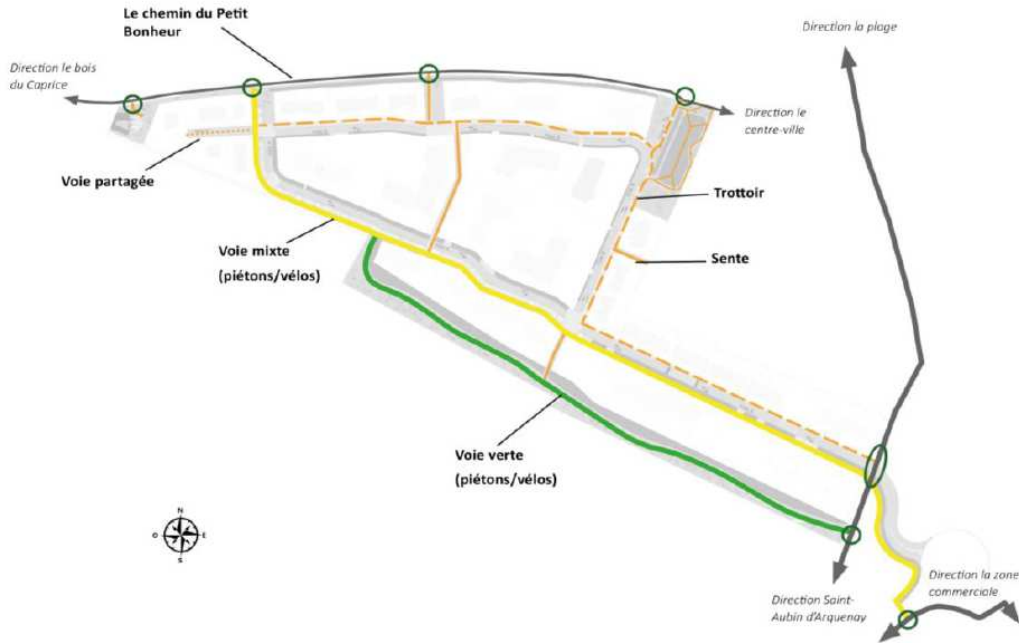 Le chemin du Petit
Bonheur
Direction la plage
Direction le bois
du Caprice
Direction le
centre-ville
Voie partagée
Trottoir
Voie mixte
(piétons/vélos)
Sente
Voie verte
(piétons/vélos)
N
O
E
S
Direction la zone
commerciale
Direction Saint-
Aubin d'Arquenay